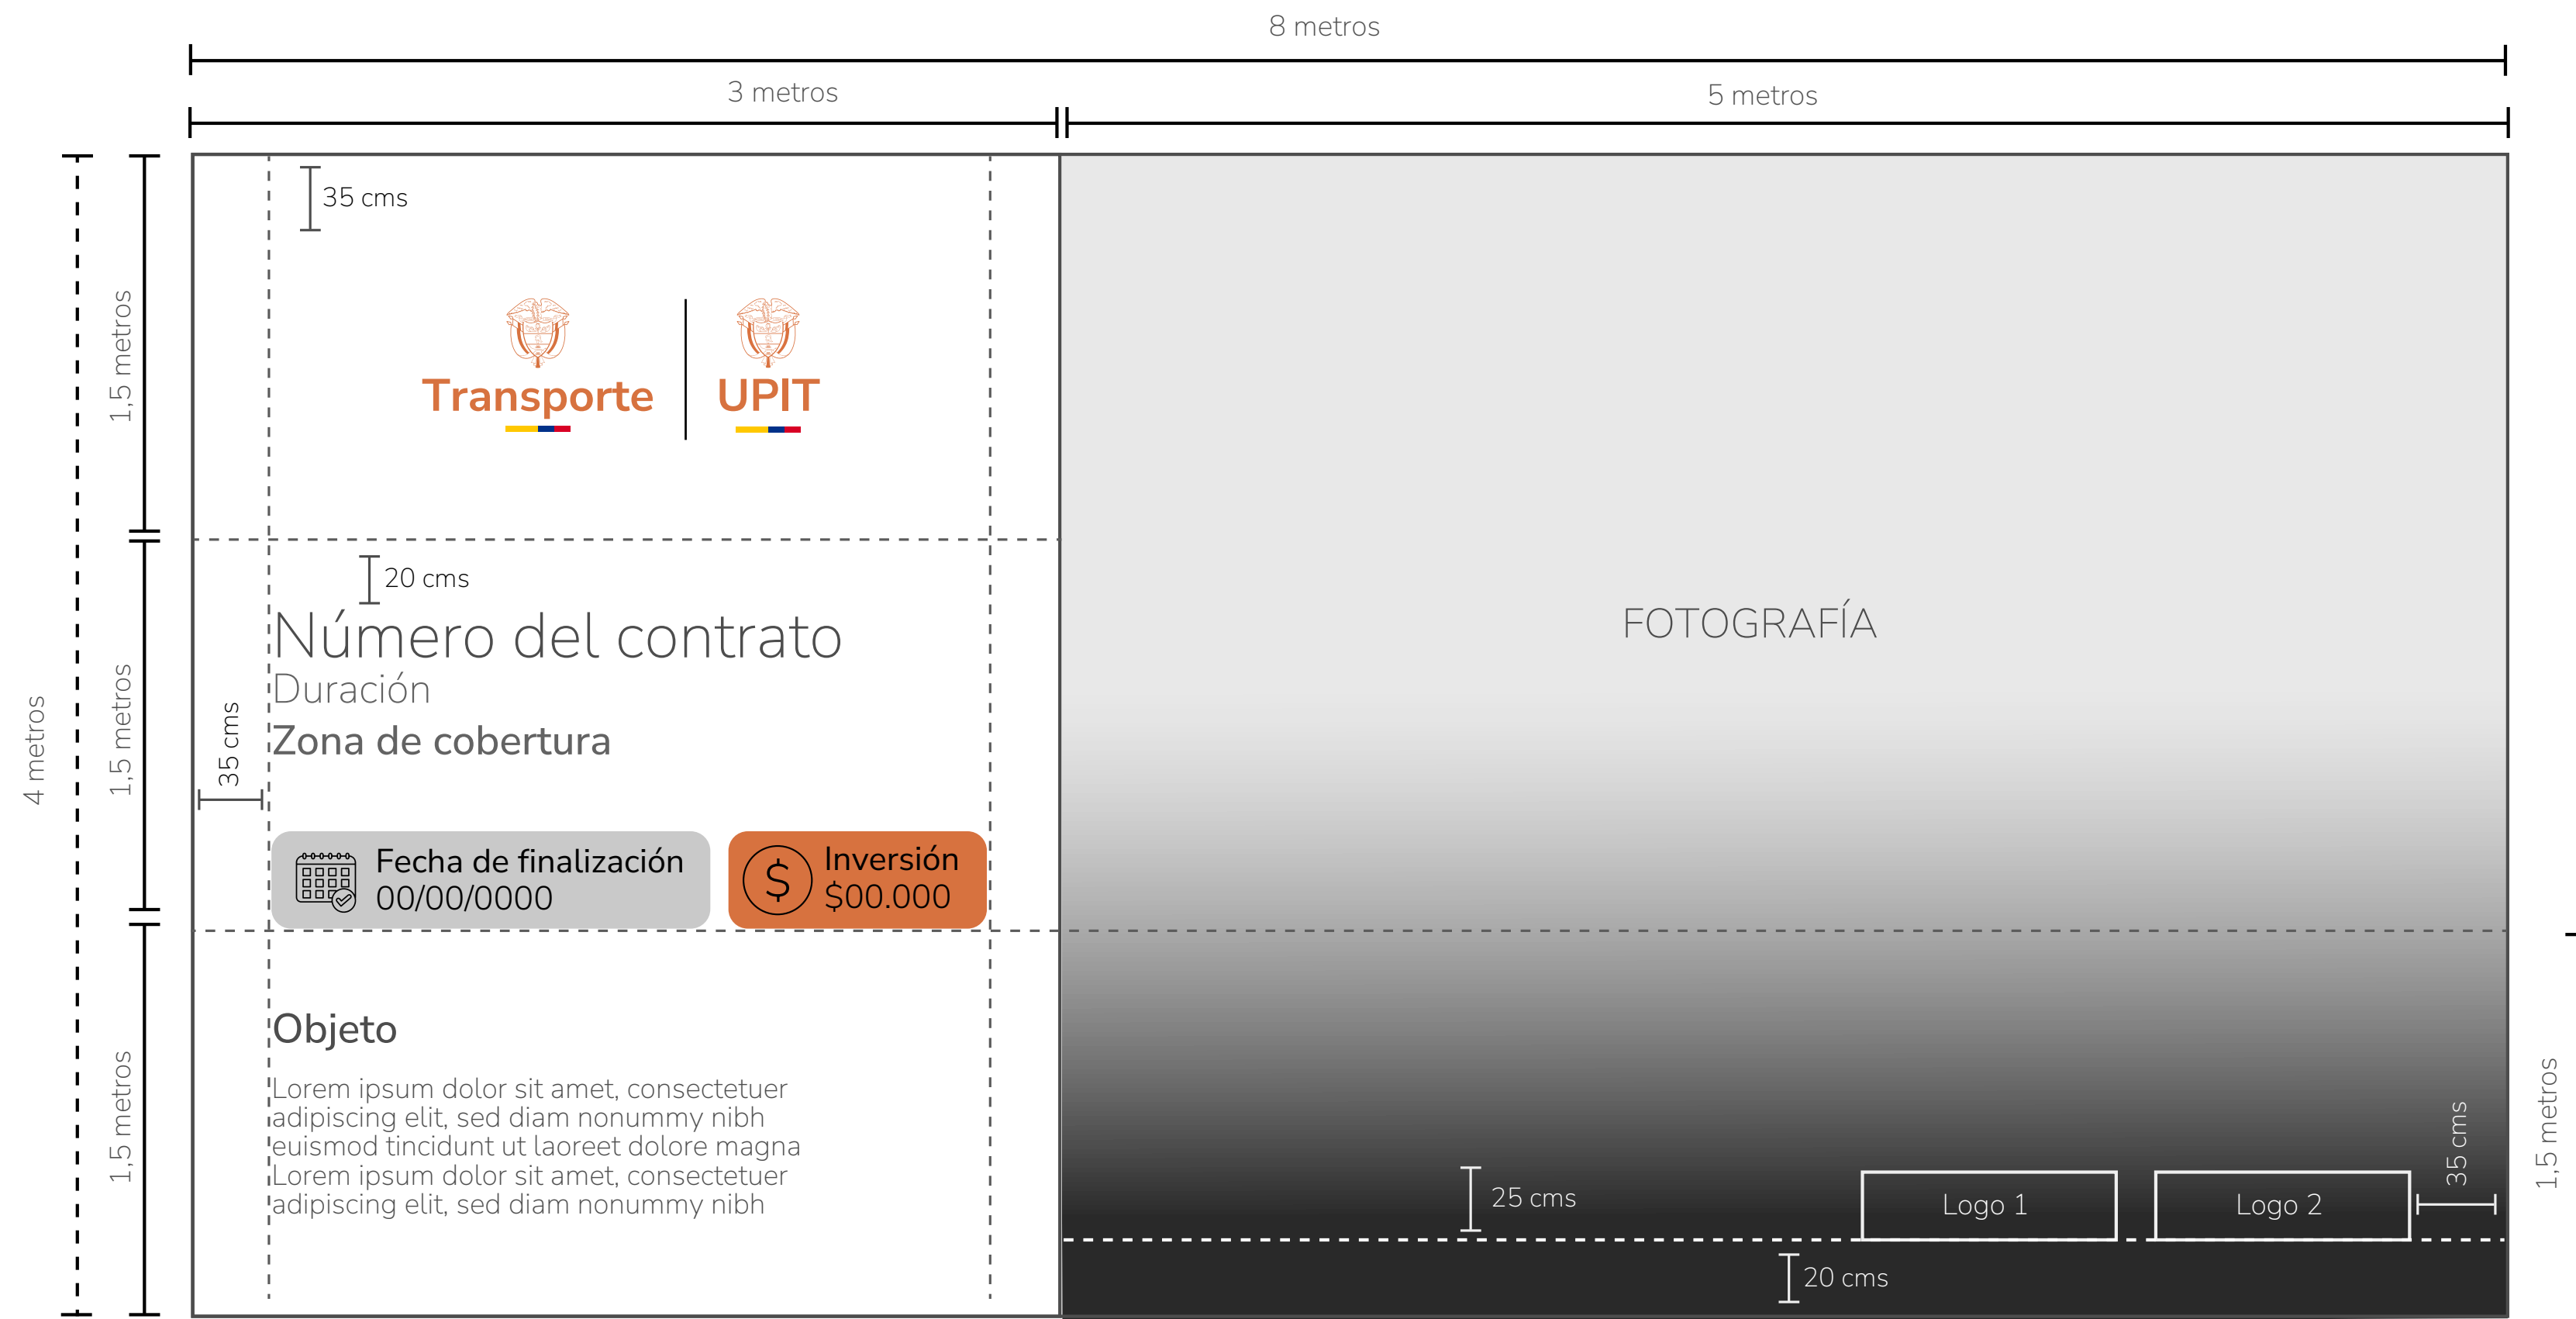 8 metros
3 metros
5 metros
35 cms
1,5 metros
Transporte
UPIT
20 cms
Número del contrato
Duración
Zona de cobertura
FOTOGRAFÍA
4 metros
1,5 metros
35 cms
Fecha de finalización
00/00/0000
Inversión
$00.000
Objeto
Lorem ipsum dolor sit amet, consectetuer
adipiscing elit, sed diam nonummy nibh
euismod tincidunt ut laoreet dolore magna
Lorem ipsum dolor sit amet, consectetuer
adipiscing elit, sed diam nonummy nibh
1,5 metros
25 cms
Logo 1
Logo 2
35 cms
1,5 metros
20 cms